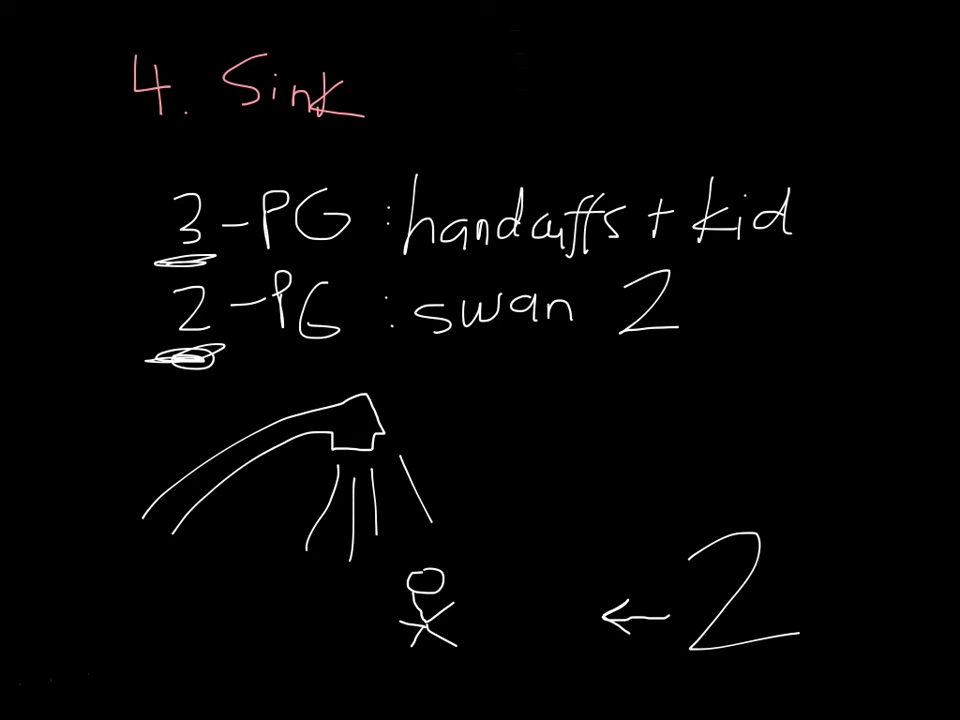 4. Sink
3-PG : handcuffs + kid
2-PG : swan 2
← 2